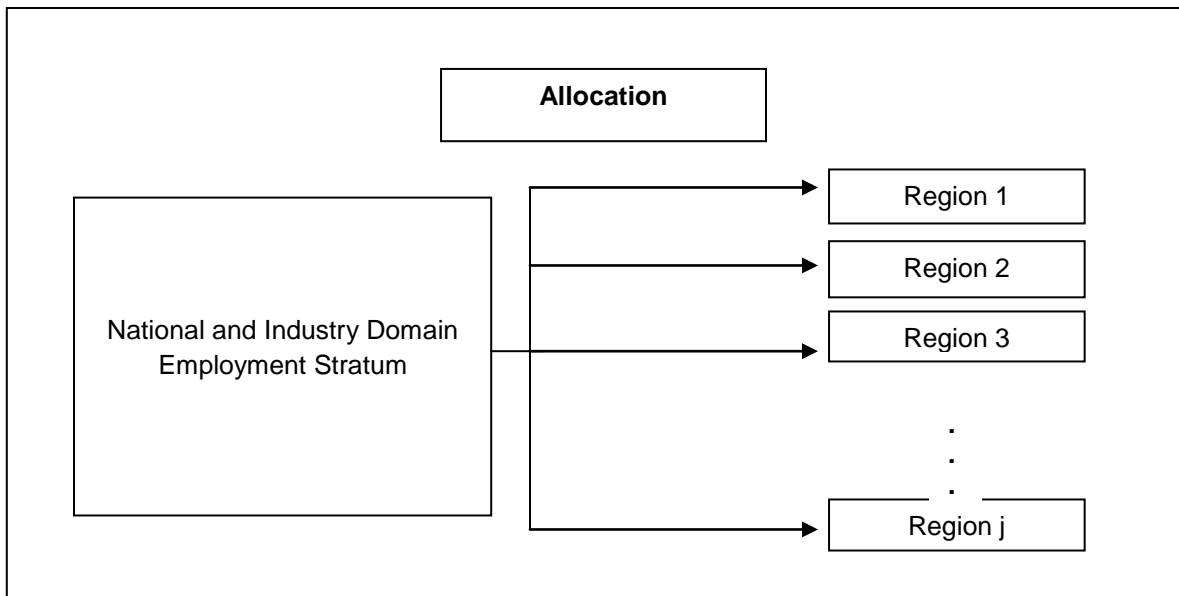 Allocation
National and Industry Domain
Employment Stratum
Region 1
Region 2
Region 3
.
.
.
Region j